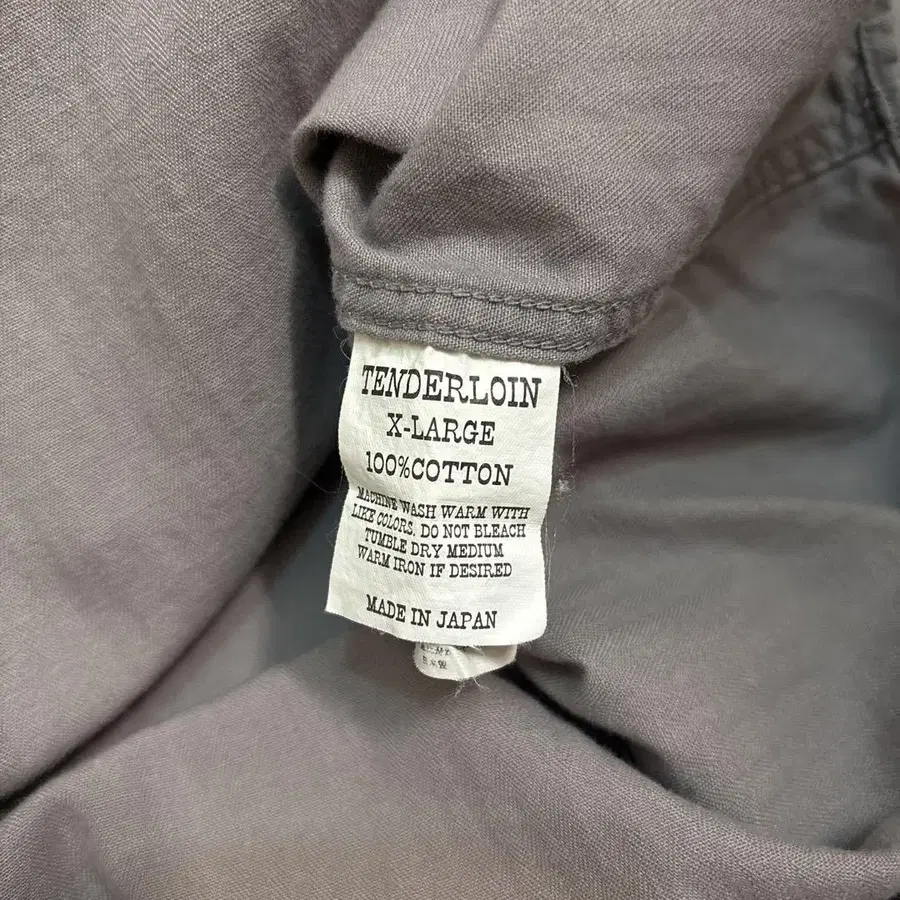 TENDERLOIN
X-LARGE
100%COTTON
MACHINE WASH WARM WITH
LIKE COLORS. DO NOT BLEACH
TUMBLE DRY MEDIUM
WARM IRON IF DESIRED
MADE IN JAPAN